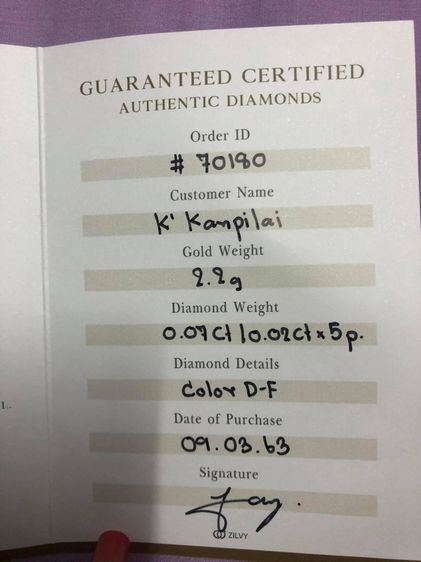 GUARANTEED CERTIFIED
AUTHENTIC DIAMONDS
Order ID
# 70180
Customer Name
K' Kanpilai
Gold Weight
2.2g
Diamond Weight
0.07ct | 0.02ct x 5p.
Diamond Details
Color D-F
Date of Purchase
09.03.63
Signature
ZILVY